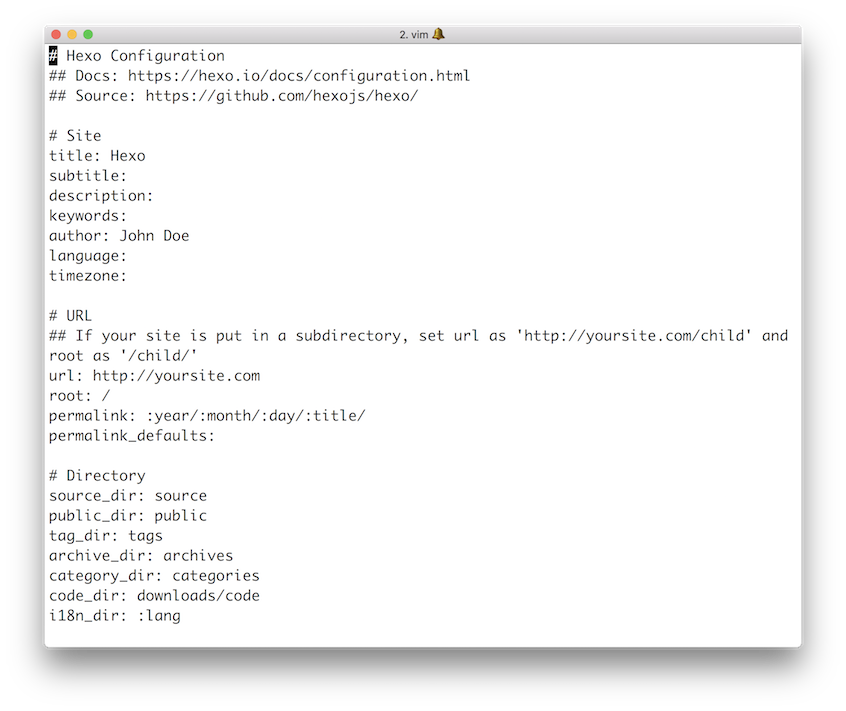 2. vim
# Hexo Configuration
## Docs: https://hexo.io/docs/configuration.html
## Source: https://github.com/hexojs/hexo/

# Site
title: Hexo
subtitle:
description:
keywords:
author: John Doe
language:
timezone:

# URL
## If your site is put in a subdirectory, set url as 'http://yoursite.com/child' and
root as '/child/'
url: http://yoursite.com
root: /
permalink: :year/:month/:day/:title/
permalink_defaults:

# Directory
source_dir: source
public_dir: public
tag_dir: tags
archive_dir: archives
category_dir: categories
code_dir: downloads/code
i18n_dir: :lang